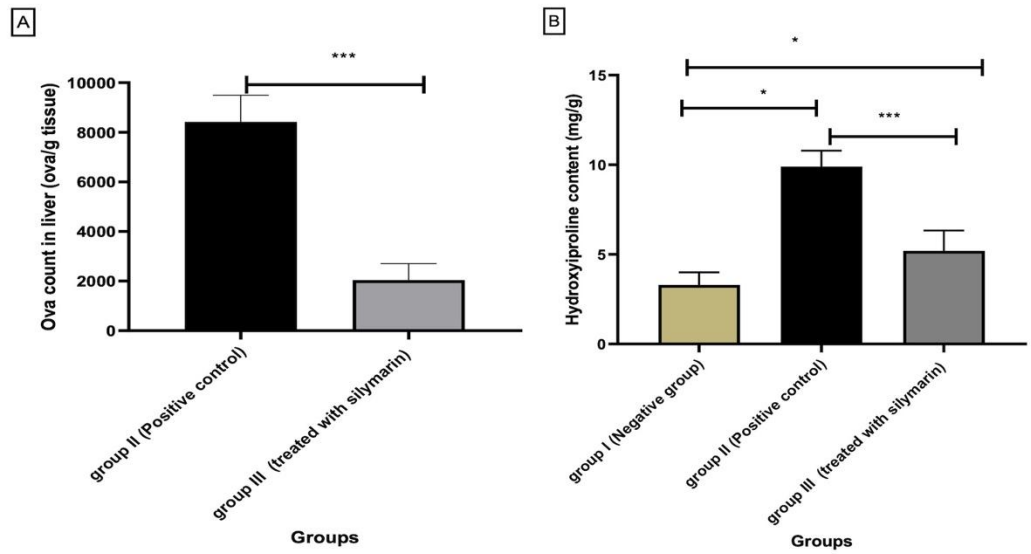 A
***
Ova count in liver (ova/g tissue)
10000
8000
6000
4000
2000
0
group II (Positive control)
group III (treated with silymarin)
Groups
B
*
*
***
Hydroxyiproline content (mg/g)
15
10
5
0
group I (Negative group)
group II (Positive control)
group III (treated with silymarin)
Groups